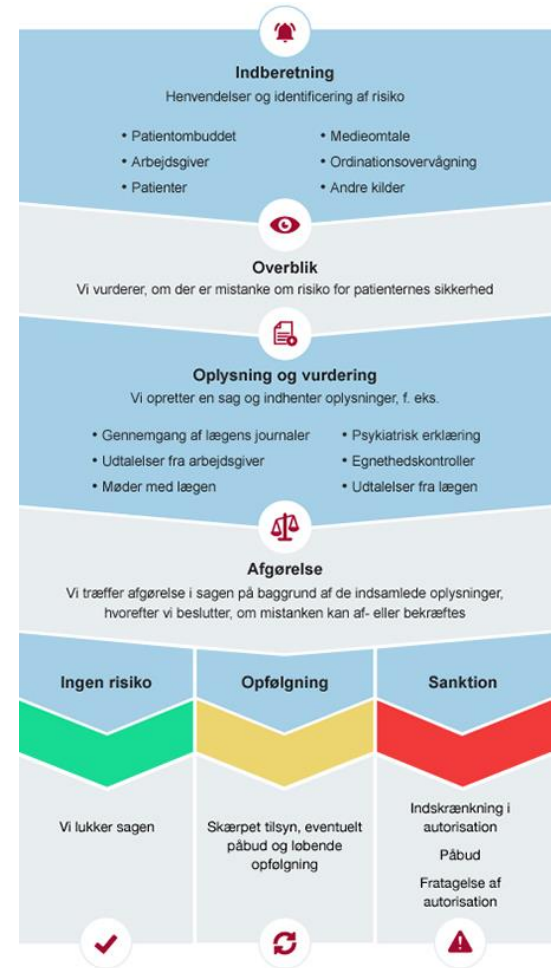 Indberetning
Henvendelser og identificering af risiko
• Patientombuddet
• Arbejdsgiver
• Patienter
• Medieomtale
• Ordinationsovervågning
• Andre kilder
Overblik
Vi vurderer, om der er mistanke om risiko for patienternes sikkerhed
Oplysning og vurdering
Vi opretter en sag og indhenter oplysninger, f. eks.
• Gennemgang af lægens journaler
• Udtalelser fra arbejdsgiver
• Møder med lægen
• Psykiatrisk erklæring
• Egnethedskontroller
• Udtalelser fra lægen
Afgørelse
Vi træffer afgørelse i sagen på baggrund af de indsamlede oplysninger,
hvorefter vi beslutter, om mistanken kan af- eller bekræftes
Ingen risiko
Vi lukker sagen
Opfølgning
Skærpet tilsyn, eventuelt
påbud og løbende
opfølgning
Sanktion
Indskrænkning i
autorisation
Påbud
Fratagelse af
autorisation